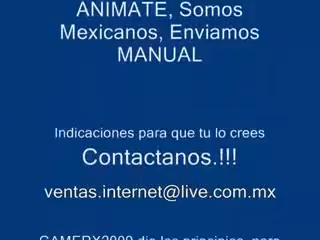 ANIMATE, Somos
Mexicanos, Enviamos
MANUAL
Indicaciones para que tu lo crees
Contactanos.!!!
ventas.internet@live.com.mx